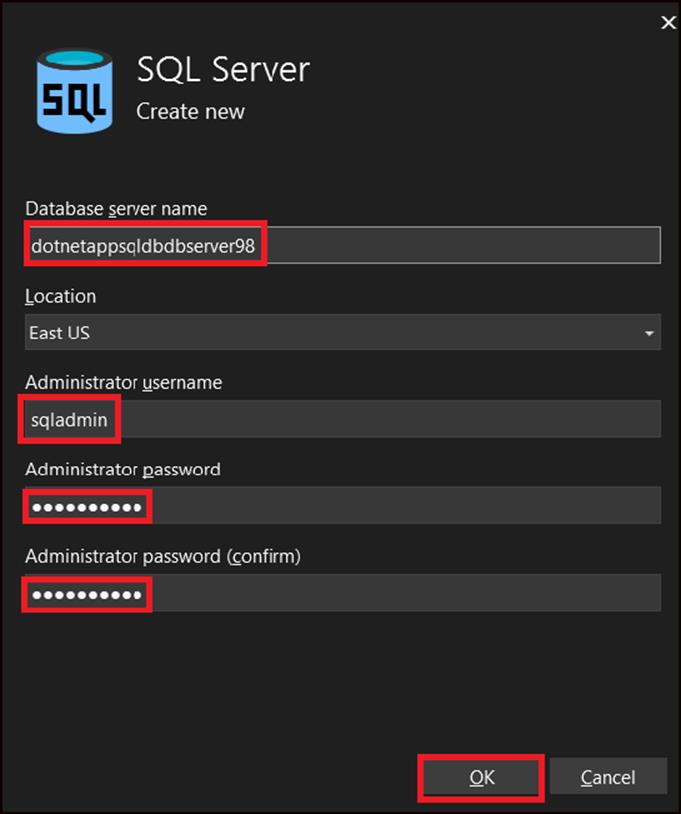 SQL
SQL Server
Create new
Database server name
dotnetappsqldbdbserver98
Location
East US
Administrator username
sqladmin
Administrator password
●●●●●●●●●●
Administrator password (confirm)
●●●●●●●●●●
OK
Cancel